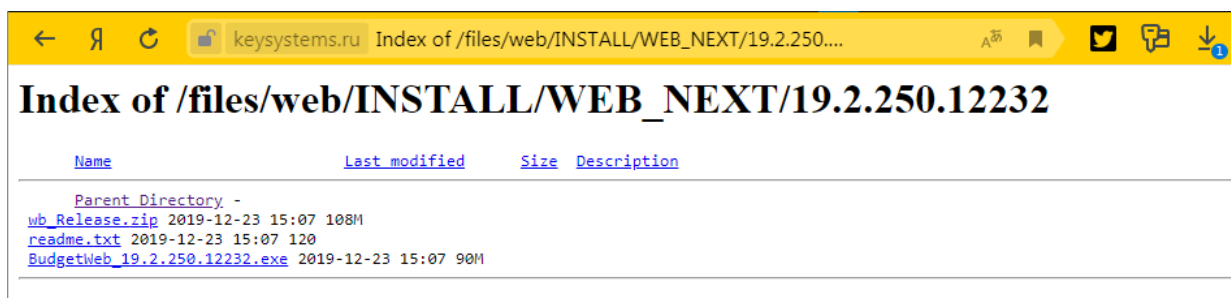 Я keysystems.ru Index of /files/web/INSTALL/WEB_NEXT/19.2.250.... 1
Index of /files/web/INSTALL/WEB_NEXT/19.2.250.12232
Name Last modified Size Description
Parent Directory -
wb_Release.zip 2019-12-23 15:07 108M
readme.txt 2019-12-23 15:07 120
BudgetWeb_19.2.250.12232.exe 2019-12-23 15:07 90M